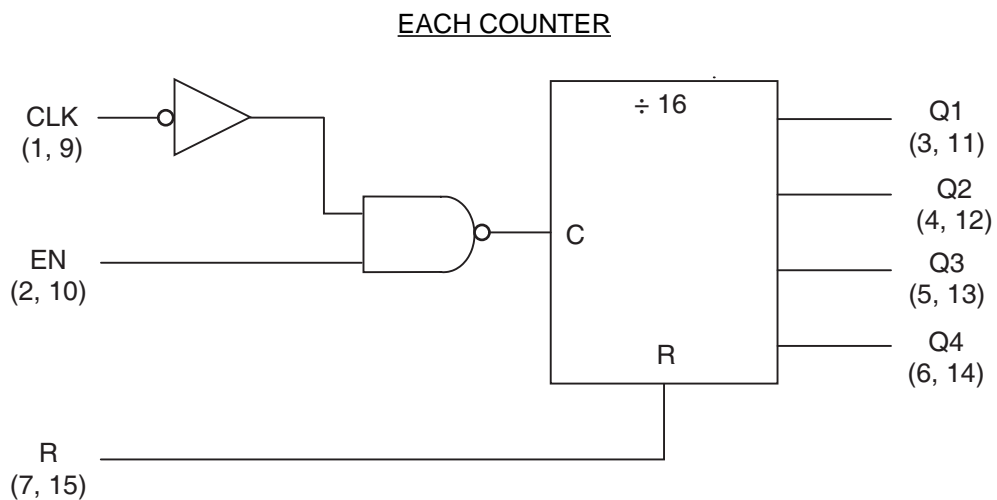 EACH COUNTER
CLK
(1, 9)
EN
(2, 10)
R
(7, 15)
÷ 16
C
R
Q1
(3, 11)
Q2
(4, 12)
Q3
(5, 13)
Q4
(6, 14)